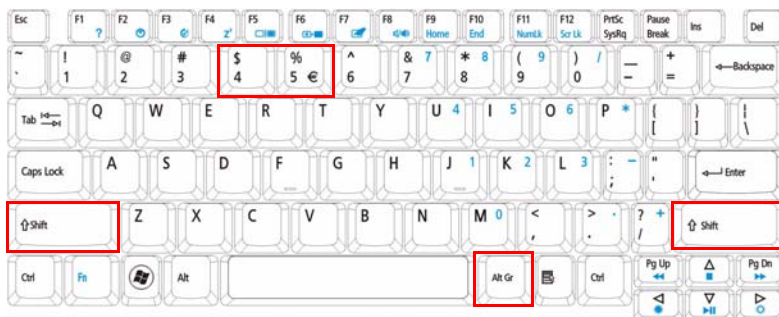 Esc F1 ? F2 F3 F4 zᶻ F5 F6 F7 F8 F9 Home F10 End F11 NumLk F12 Scr Lk PrtSc SysRq Pause Break Ins Del
~ ` ! 1 @ 2 # 3 $ 4 % 5 € ^ 6 & 7 7 * 8 8 ( 9 9 ) / 0 _ - + = Backspace
Tab Q W E R T Y U 4 I 5 O 6 P * { [ } ] | \
Caps Lock A S D F G H J 1 K 2 L 3 : - ; " ' Enter
⇧ Shift Z X C V B N M 0 < , > . . ? + / ⇧ Shift
Ctrl Fn Alt Alt Gr Ctrl Pg Up Pg Dn